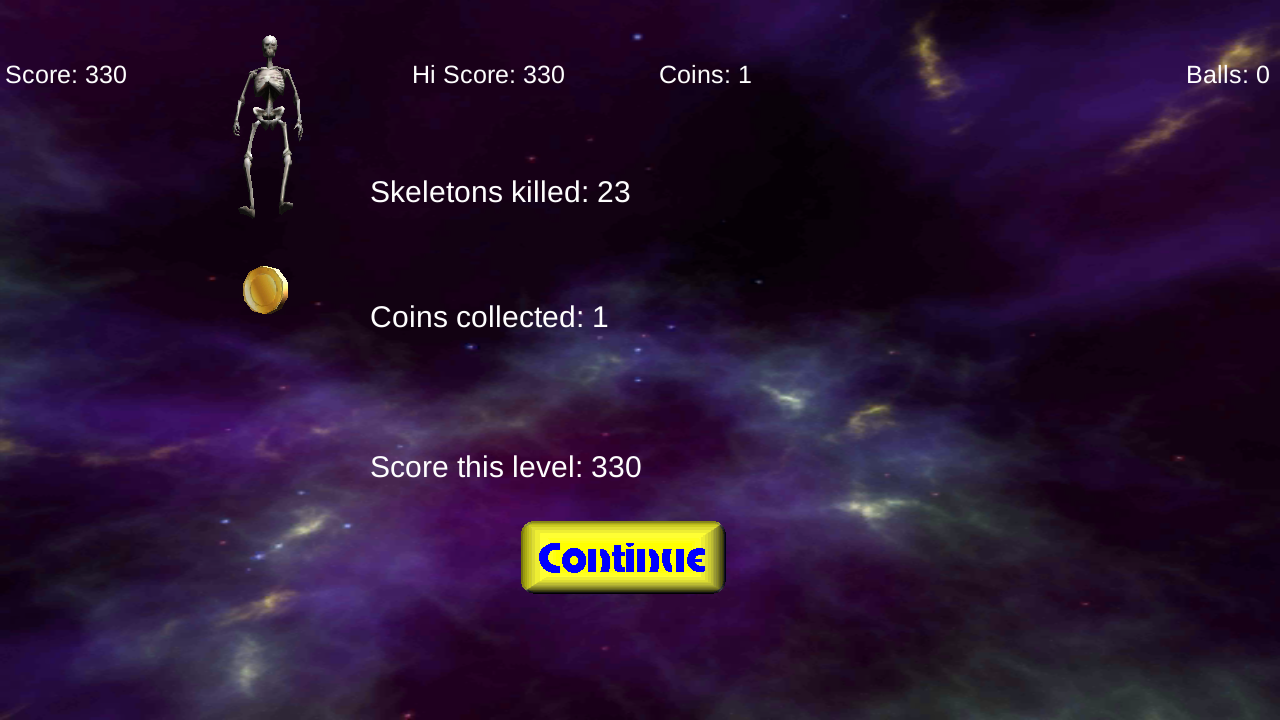 Score: 330
Hi Score: 330
Coins: 1
Balls: 0
Skeletons killed: 23
Coins collected: 1
Score this level: 330
Continue